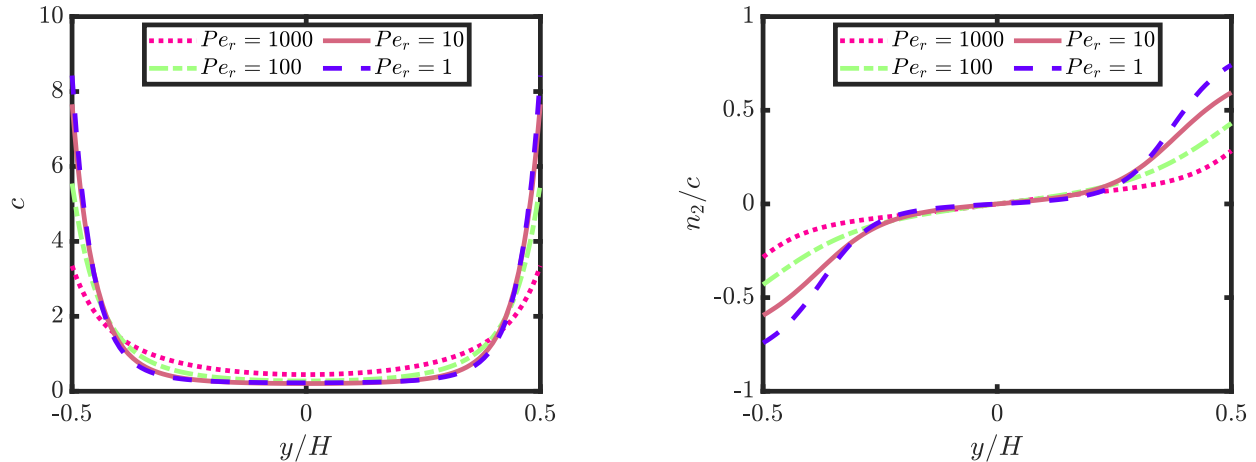 10
8
6
4
2
0
c
-0.5
0
0.5
y/H
Pe_r = 1000
Pe_r = 10
Pe_r = 100
Pe_r = 1
1
0.5
0
-0.5
-1
n_2/c
-0.5
0
0.5
y/H
Pe_r = 1000
Pe_r = 10
Pe_r = 100
Pe_r = 1